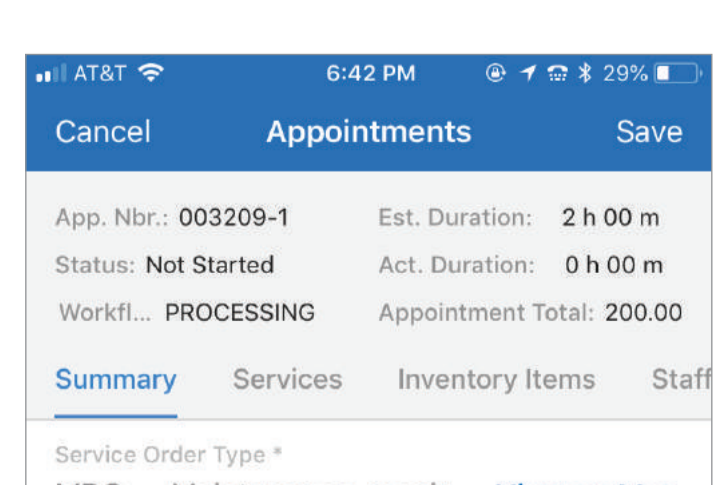 AT&T 6:42 PM 29%
Cancel Appointments Save
App. Nbr.: 003209-1 Est. Duration: 2 h 00 m
Status: Not Started Act. Duration: 0 h 00 m
Workfl... PROCESSING Appointment Total: 200.00
Summary Services Inventory Items Staff
Service Order Type *